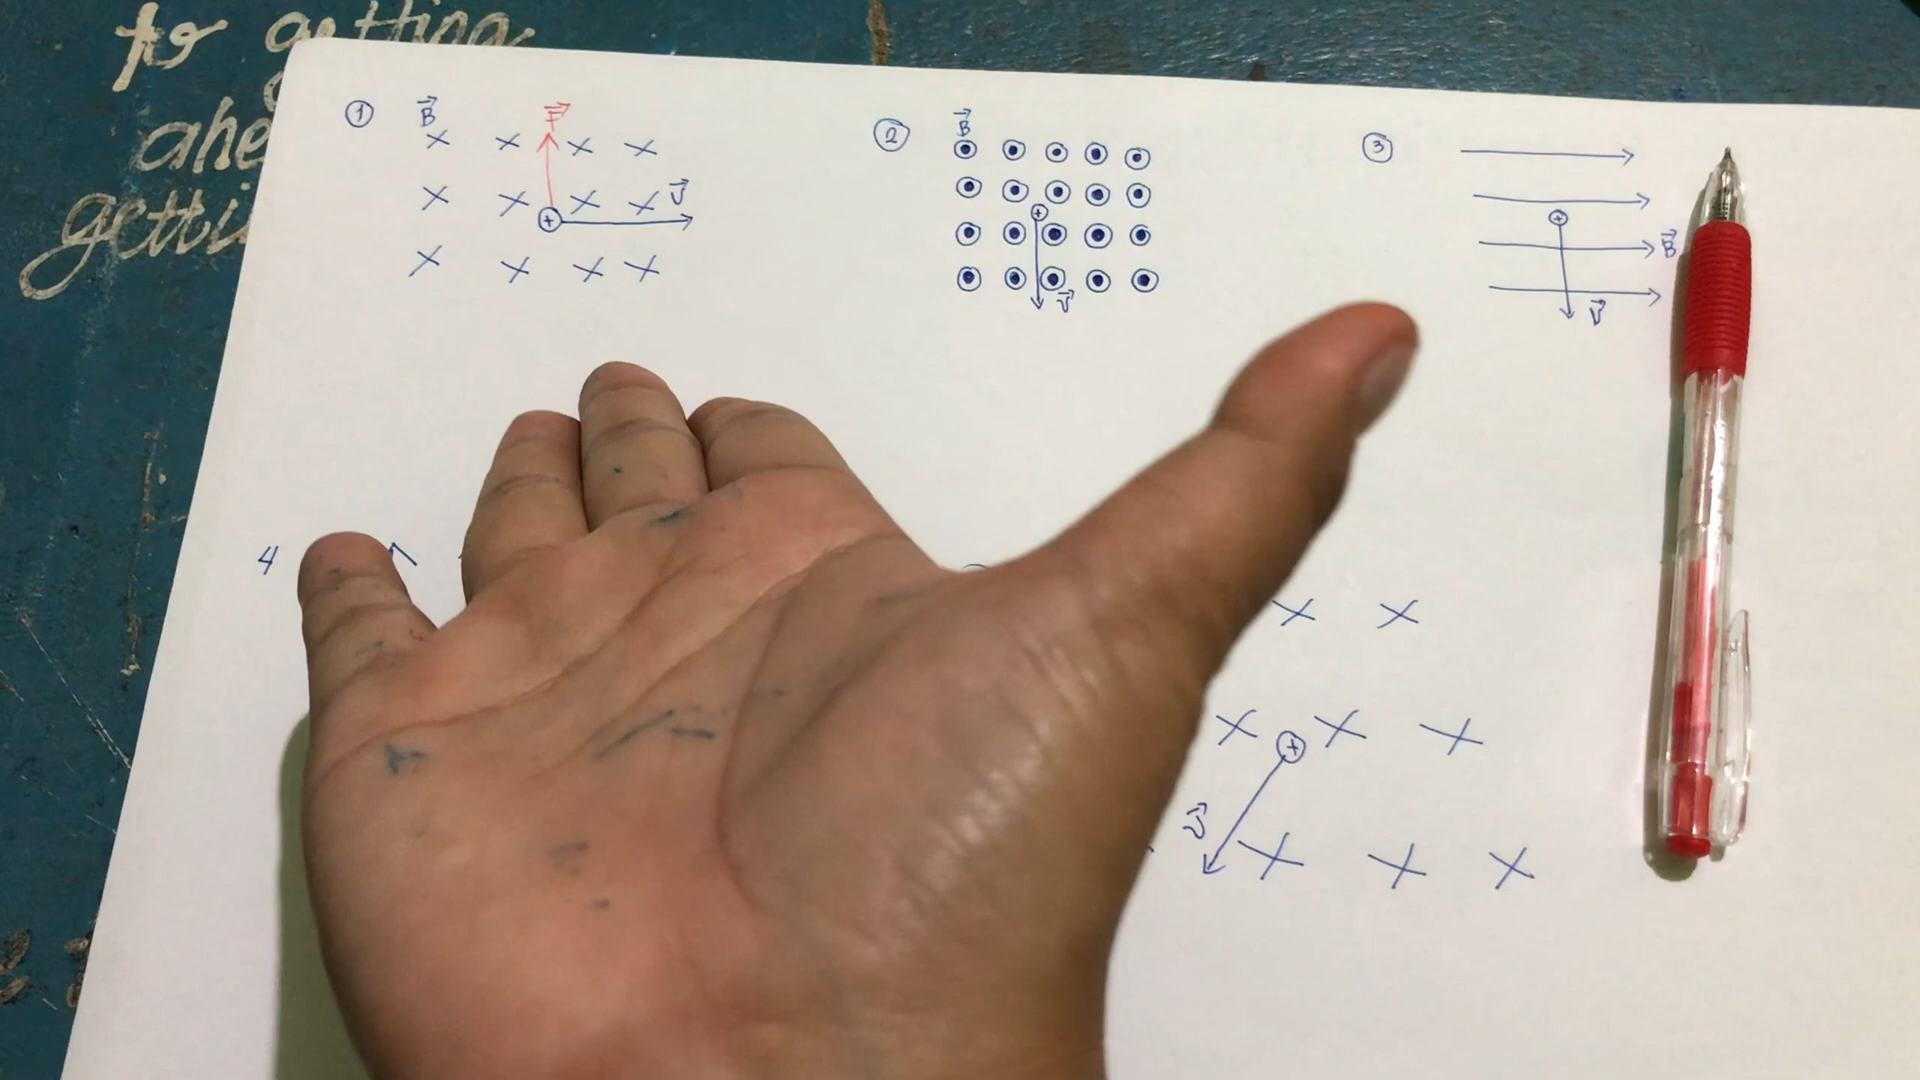 to getting
ahe
getti
① B⃗ F⃗
v⃗
② B⃗
v⃗
③
B⃗
v⃗
4
v⃗